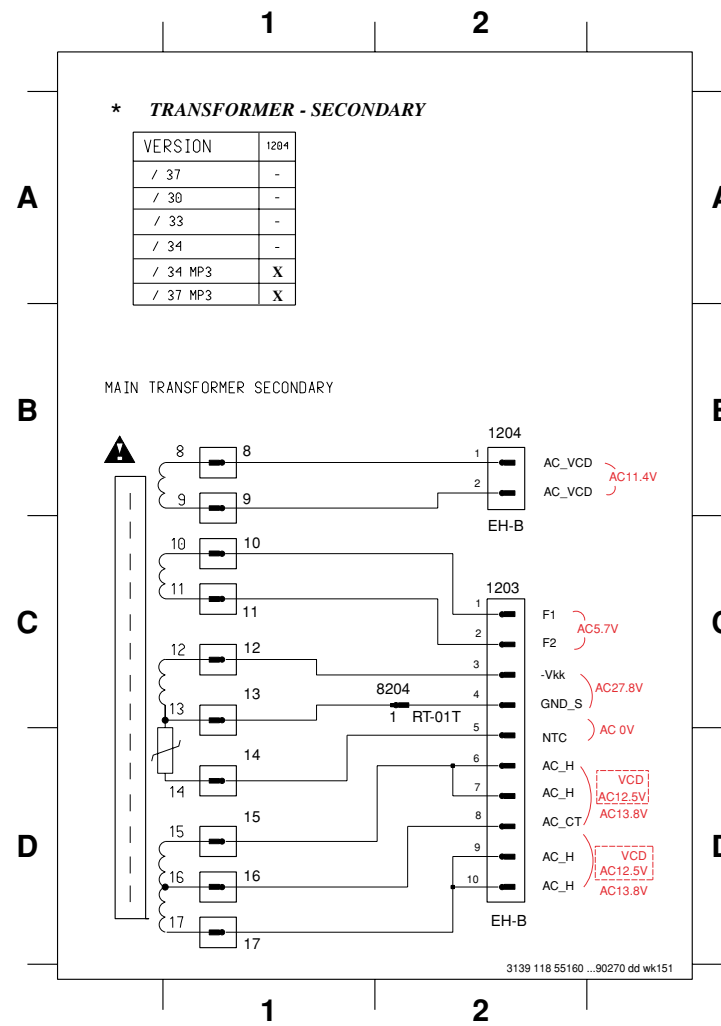 1 2
* TRANSFORMER - SECONDARY
VERSION 1204
/ 37 -
/ 30 -
/ 33 -
/ 34 -
/ 34 MP3 X
/ 37 MP3 X
A A
MAIN TRANSFORMER SECONDARY
B B
1204
8 8 1 AC_VCD
AC11.4V
9 9 2 AC_VCD
EH-B
10 10
1203
11 11 1 F1
AC5.7V
C C
2 F2
12 12 3 -Vkk
AC27.8V
13 13 8204 4 GND_S
1 RT-01T
5 NTC AC 0V
14 14 6 AC_H
VCD
7 AC_H AC12.5V
AC13.8V
15 15 8 AC_CT
D D
9 AC_H VCD
AC12.5V
16 16 10 AC_H AC13.8V
17 17
EH-B
3139 118 55160 ...90270 dd wk151
1 2